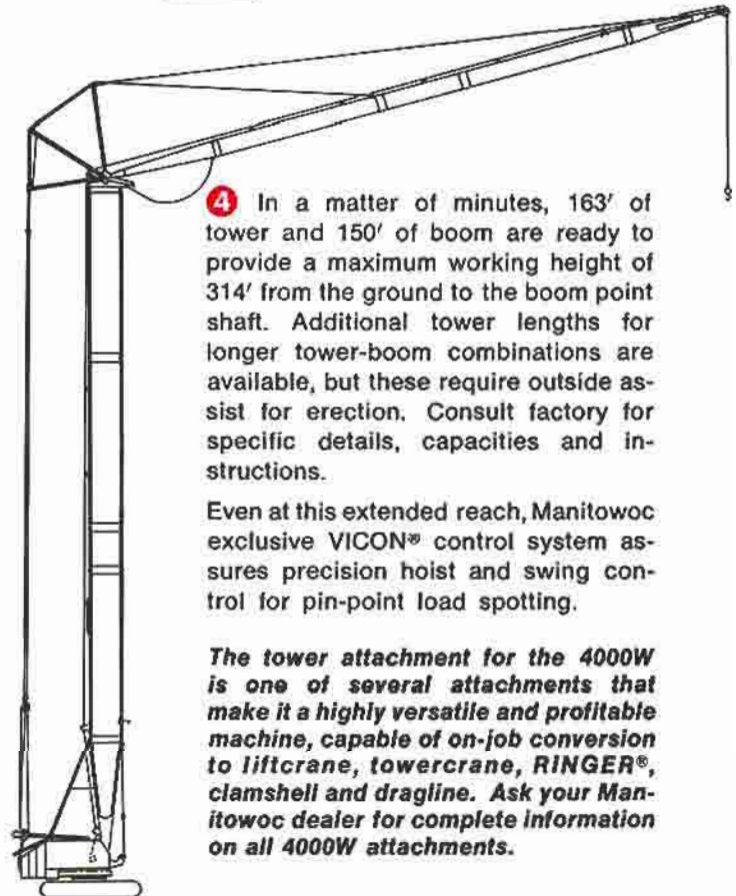 4 In a matter of minutes, 163′ of
tower and 150′ of boom are ready to
provide a maximum working height of
314′ from the ground to the boom point
shaft. Additional tower lengths for
longer tower-boom combinations are
available, but these require outside as-
sist for erection. Consult factory for
specific details, capacities and in-
structions.
Even at this extended reach, Manitowoc
exclusive VICON® control system as-
sures precision hoist and swing con-
trol for pin-point load spotting.
The tower attachment for the 4000W
is one of several attachments that
make it a highly versatile and profitable
machine, capable of on-job conversion
to liftcrane, towercrane, RINGER®,
clamshell and dragline. Ask your Man-
itowoc dealer for complete information
on all 4000W attachments.